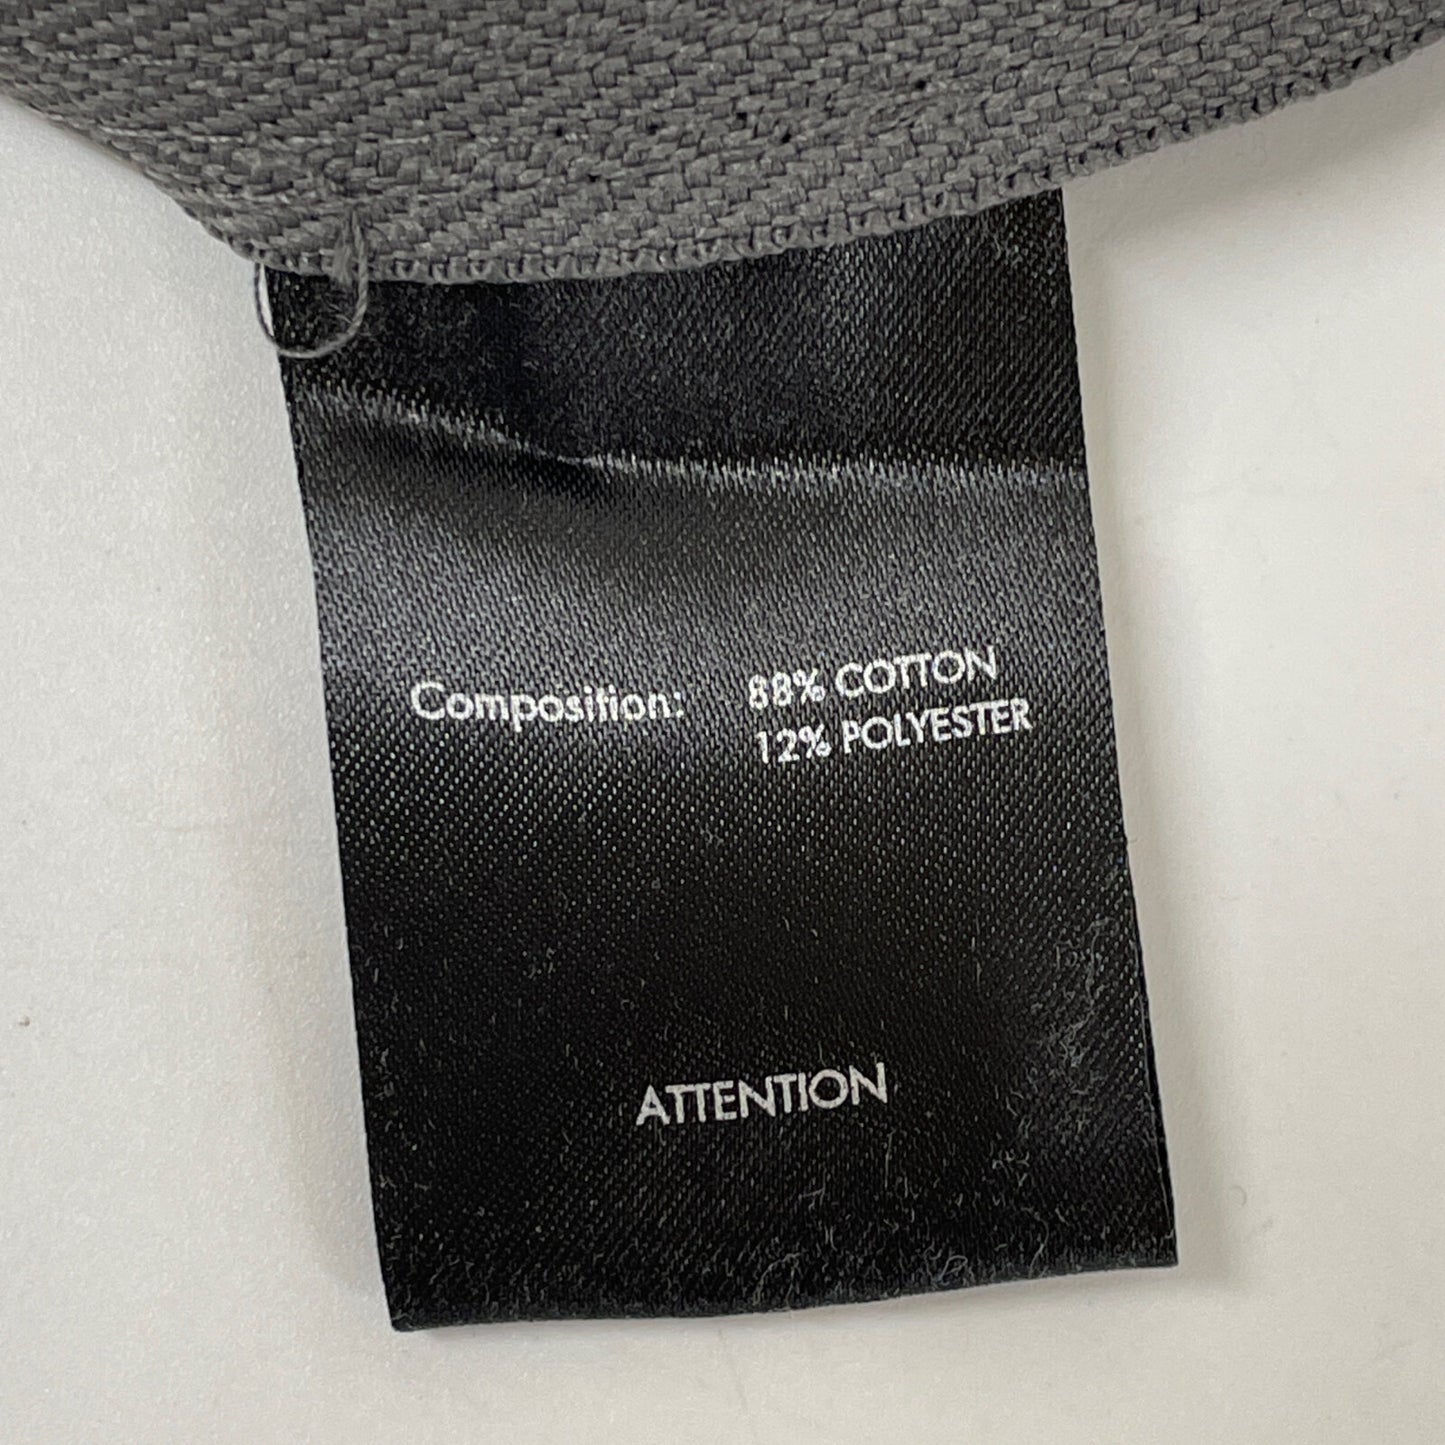 Composition: 88% COTTON
12% POLYESTER
ATTENTION